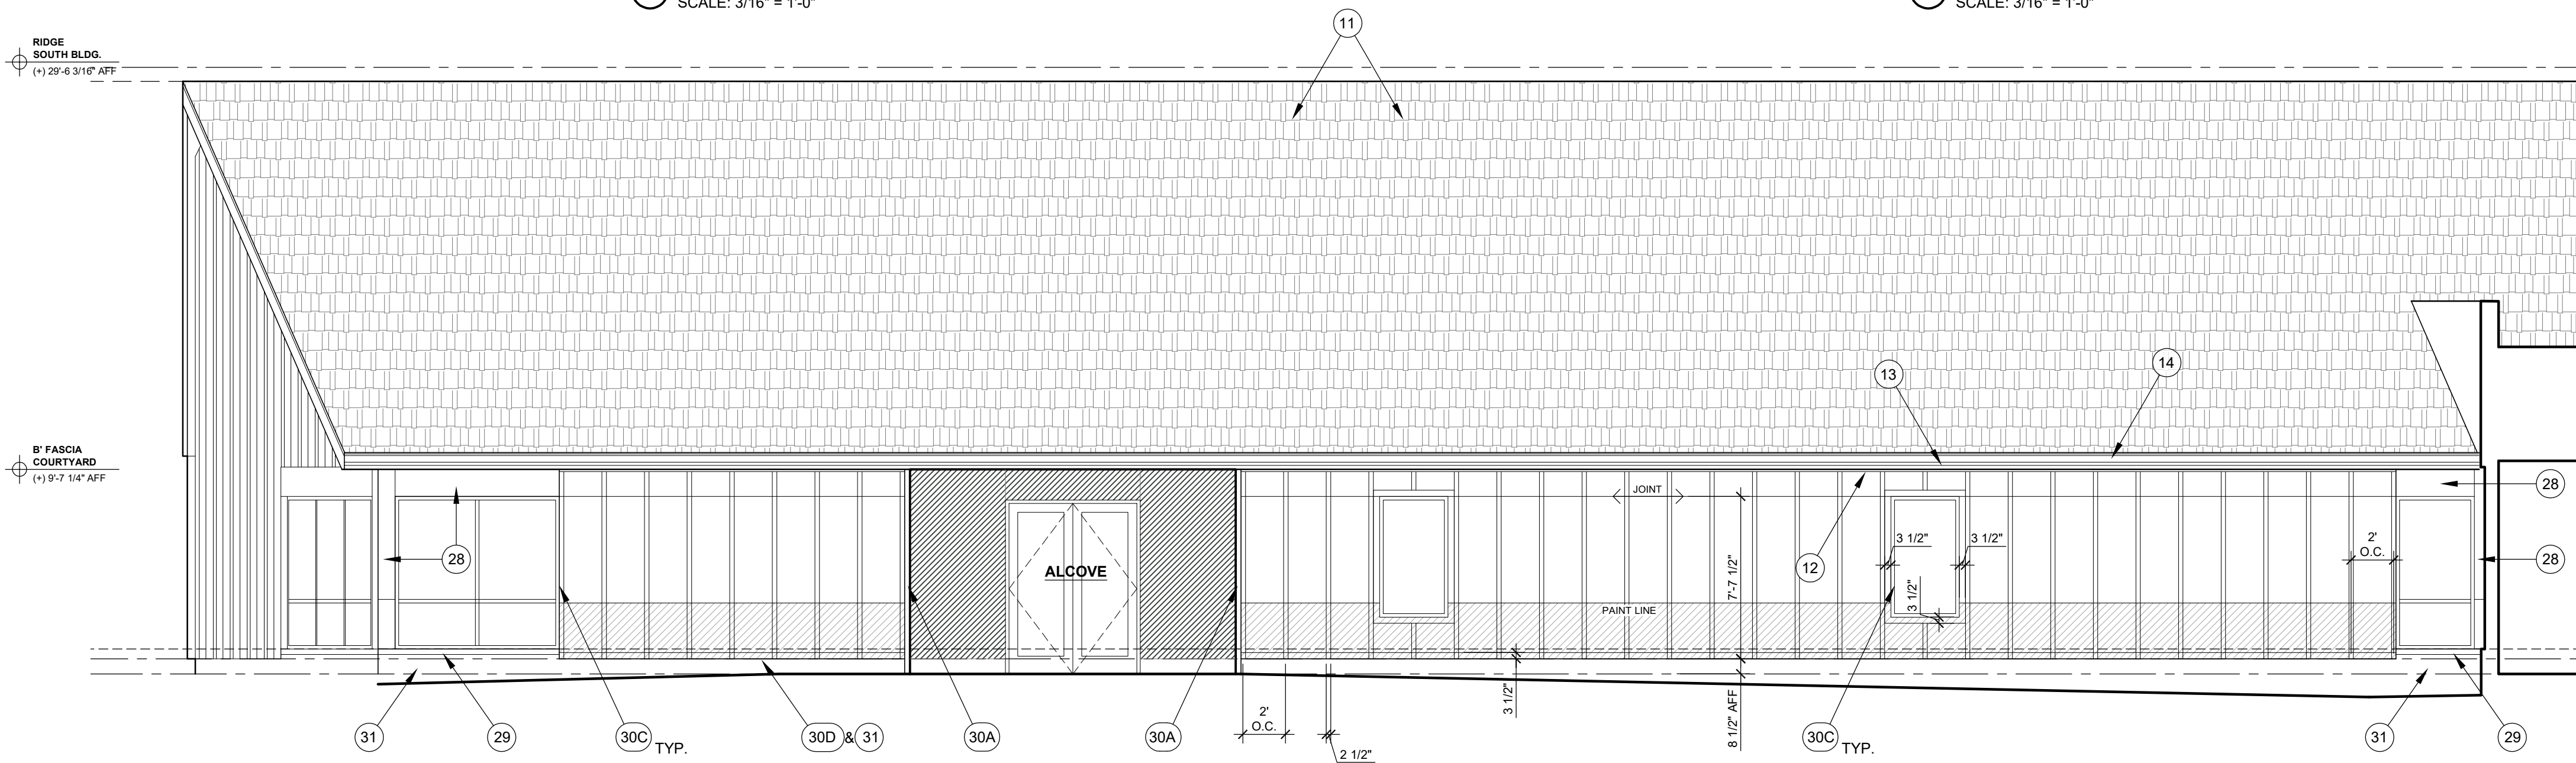 SCALE: 3/16" = 1'-0"
SCALE: 3/16" = 1'-0"
11
RIDGE
SOUTH BLDG.
(+) 29'-6 3/16" AFF
13
14
B' FASCIA
COURTYARD
(+) 9'-7 1/4" AFF
JOINT
28
28
ALCOVE
12
3 1/2"
3 1/2"
2'
O.C.
28
7'-7 1/2"
3 1/2"
PAINT LINE
31
29
30C TYP.
30D & 31
30A
30A
2'
O.C.
2 1/2"
3 1/2"
8 1/2" AFF
30C TYP.
31
29